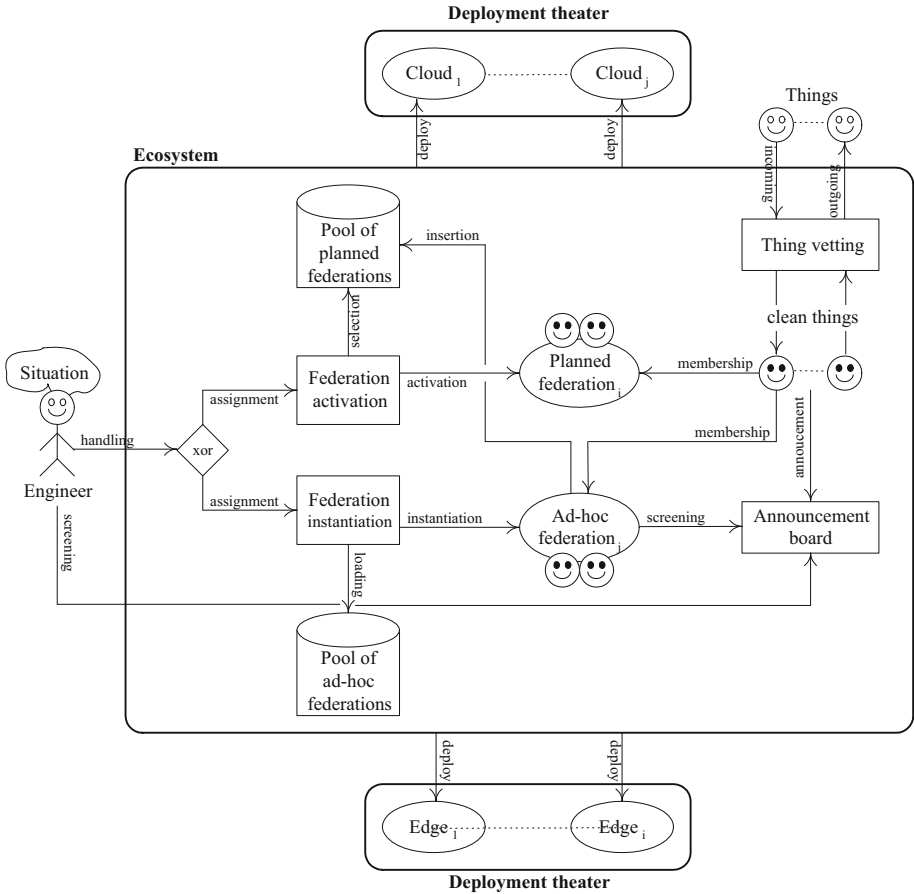 Deployment theater
Cloud 1
Cloud j
Things
deploy
deploy
incoming
outgoing
Ecosystem
Pool of
planned
federations
insertion
Thing vetting
selection
clean things
Situation
Federation
activation
activation
Planned
federation i
membership
assignment
handling
xor
membership
annoucement
Engineer
assignment
Federation
instantiation
instantiation
Ad-hoc
federation j
screening
Announcement
board
screening
loading
Pool of
ad-hoc
federations
deploy
deploy
Edge 1
Edge i
Deployment theater